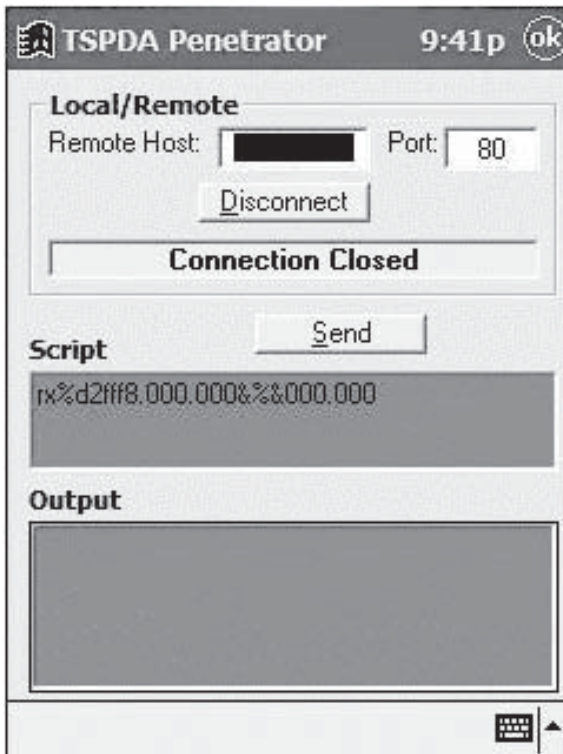 TSPDA Penetrator 9:41p ok
Local/Remote
Remote Host: Port: 80
Disconnect
Connection Closed
Send
Script
rx%d2fff8.000.000&%&000.000
Output